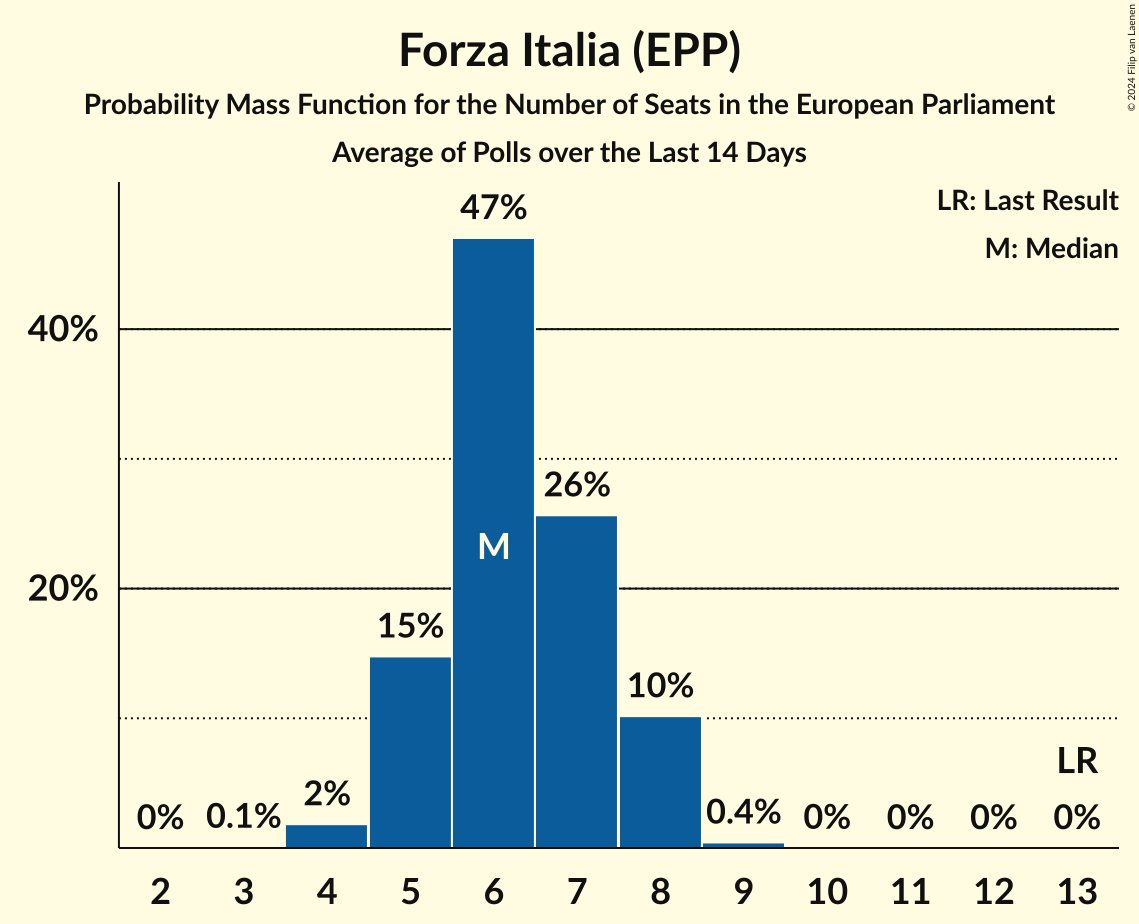 Forza Italia (EPP)
Probability Mass Function for the Number of Seats in the European Parliament
Average of Polls over the Last 14 Days
© 2024 Filip van Laenen
LR: Last Result
M: Median
47%
40%
26%
M
20%
15%
10%
LR
2%
0% 0.1% 0.4% 0% 0% 0% 0%
2 3 4 5 6 7 8 9 10 11 12 13